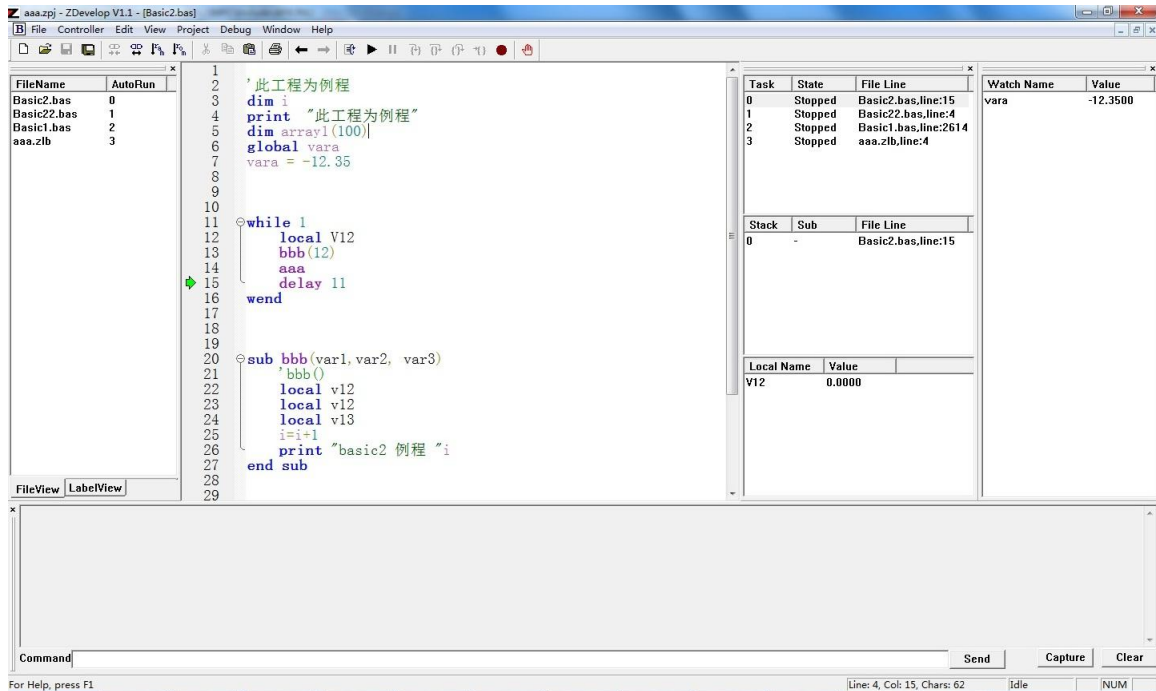 aaa.zpj - ZDevelop V1.1 - [Basic2.bas]
B File Controller Edit View Project Debug Window Help
FileName AutoRun
Basic2.bas 0
Basic22.bas 1
Basic1.bas 2
aaa.zlb 3
FileView LabelView
1
2 '此工程为例程
3 dim i
4 print "此工程为例程"
5 dim array1(100)
6 global vara
7 vara = -12.35
8
9
10
11 while 1
12 local V12
13 bbb(12)
14 aaa
15 delay 11
16 wend
17
18
19
20 sub bbb(var1,var2, var3)
21 'bbb()
22 local v12
23 local v12
24 local v13
25 i=i+1
26 print "basic2 例程 "i
27 end sub
28
29
Task State File Line
0 Stopped Basic2.bas,line:15
1 Stopped Basic22.bas,line:4
2 Stopped Basic1.bas,line:2614
3 Stopped aaa.zlb,line:4
Stack Sub File Line
0 - Basic2.bas,line:15
Local Name Value
V12 0.0000
Watch Name Value
vara -12.3500
Command Send Capture Clear
For Help, press F1 Line: 4, Col: 15, Chars: 62 Idle NUM